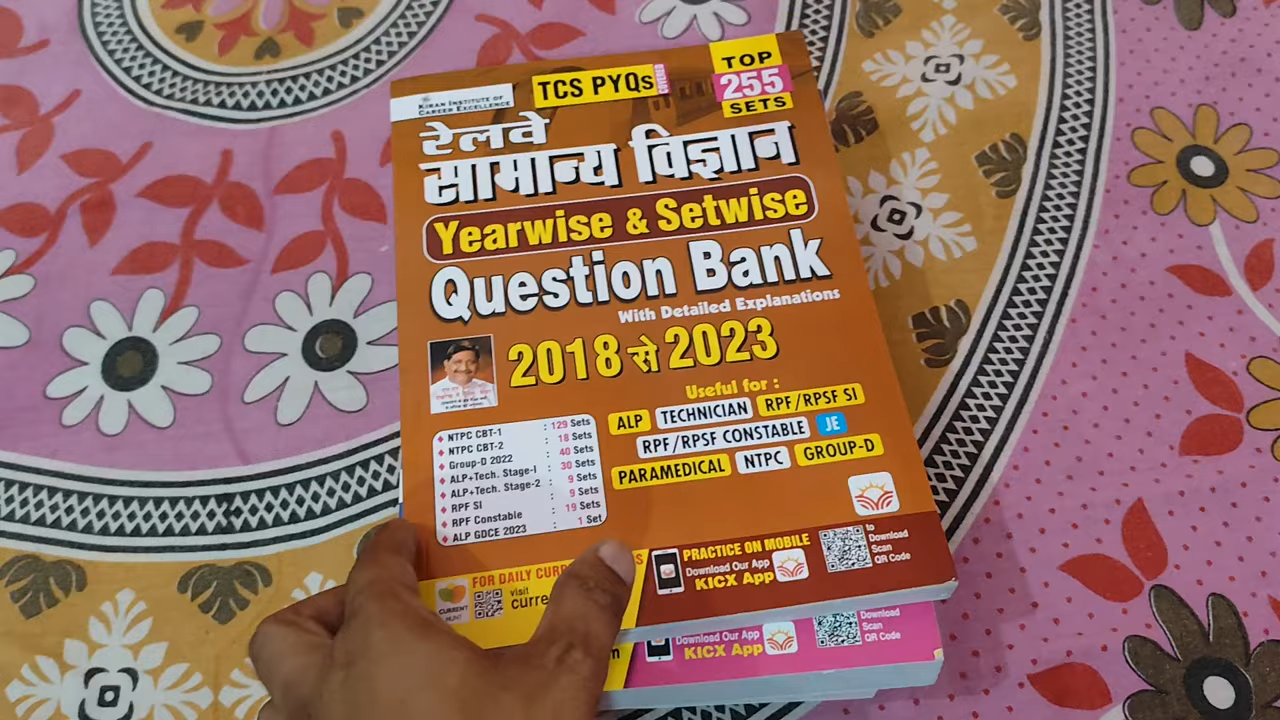 KIRAN INSTITUTE OF
CAREER EXCELLENCE
TCS PYQs
COVERED
TOP
255
SETS
रेलवे
सामान्य विज्ञान
Yearwise & Setwise
Question Bank
With Detailed Explanations
2018 से 2023
Useful for :
ALP TECHNICIAN RPF/RPSF SI
RPF/RPSF CONSTABLE JE
PARAMEDICAL NTPC GROUP-D
NTPC CBT-1 : 129 Sets
NTPC CBT-2 : 18 Sets
Group-D 2022 : 40 Sets
ALP+Tech. Stage-I : 30 Sets
ALP+Tech. Stage-2 : 9 Sets
RPF SI : 9 Sets
RPF Constable : 19 Sets
ALP GDCE 2023 : 1 Set
CURRENT
HUNT
FOR DAILY CURR
visit
curre
PRACTICE ON MOBILE
Download Our App
KICX App
to
Download
Scan
QR Code
Download Our App
KICX App
Download
Scan
QR Code